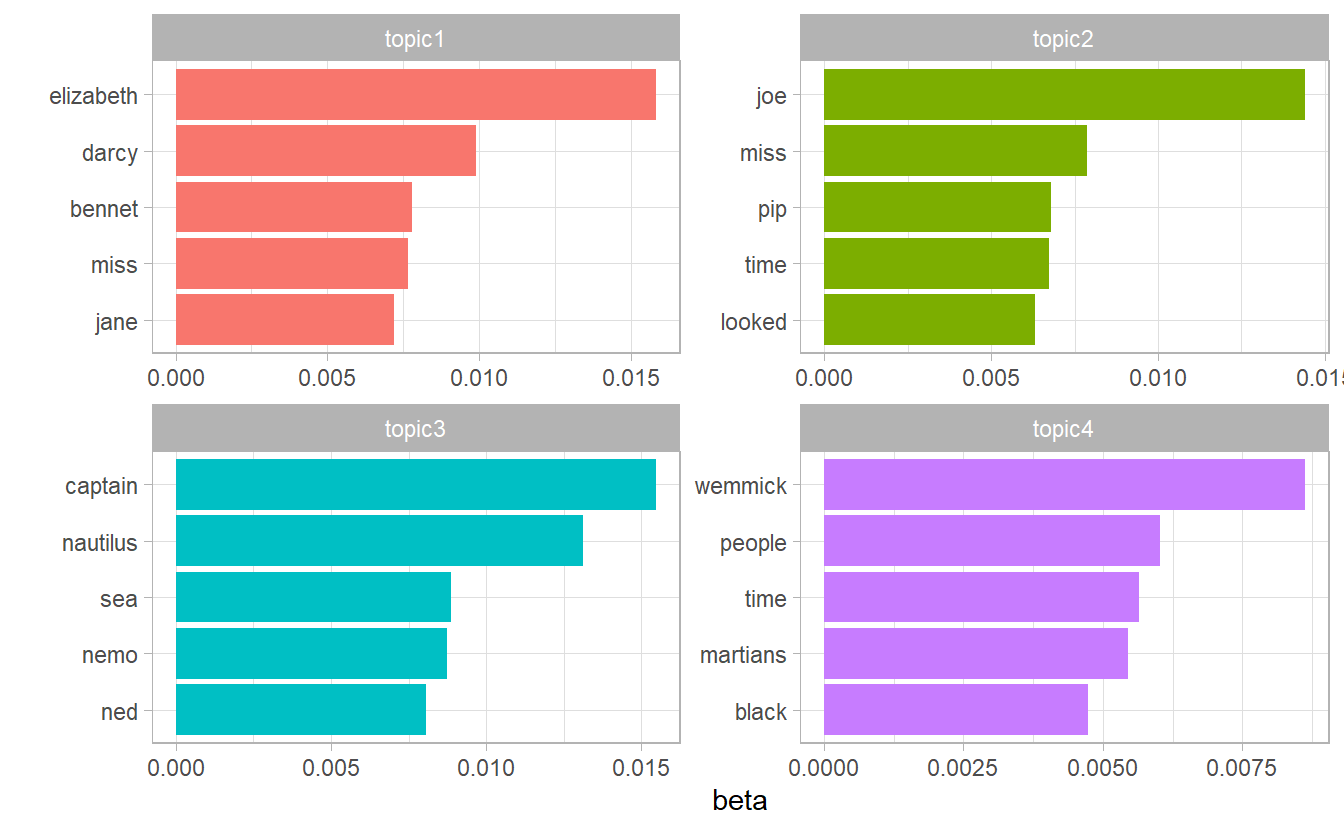 topic1
elizabeth
darcy
bennet
miss
jane
0.000 0.005 0.010 0.015
topic2
joe
miss
pip
time
looked
0.000 0.005 0.010 0.015
topic3
captain
nautilus
sea
nemo
ned
0.000 0.005 0.010 0.015
topic4
wemmick
people
time
martians
black
0.0000 0.0025 0.0050 0.0075
beta